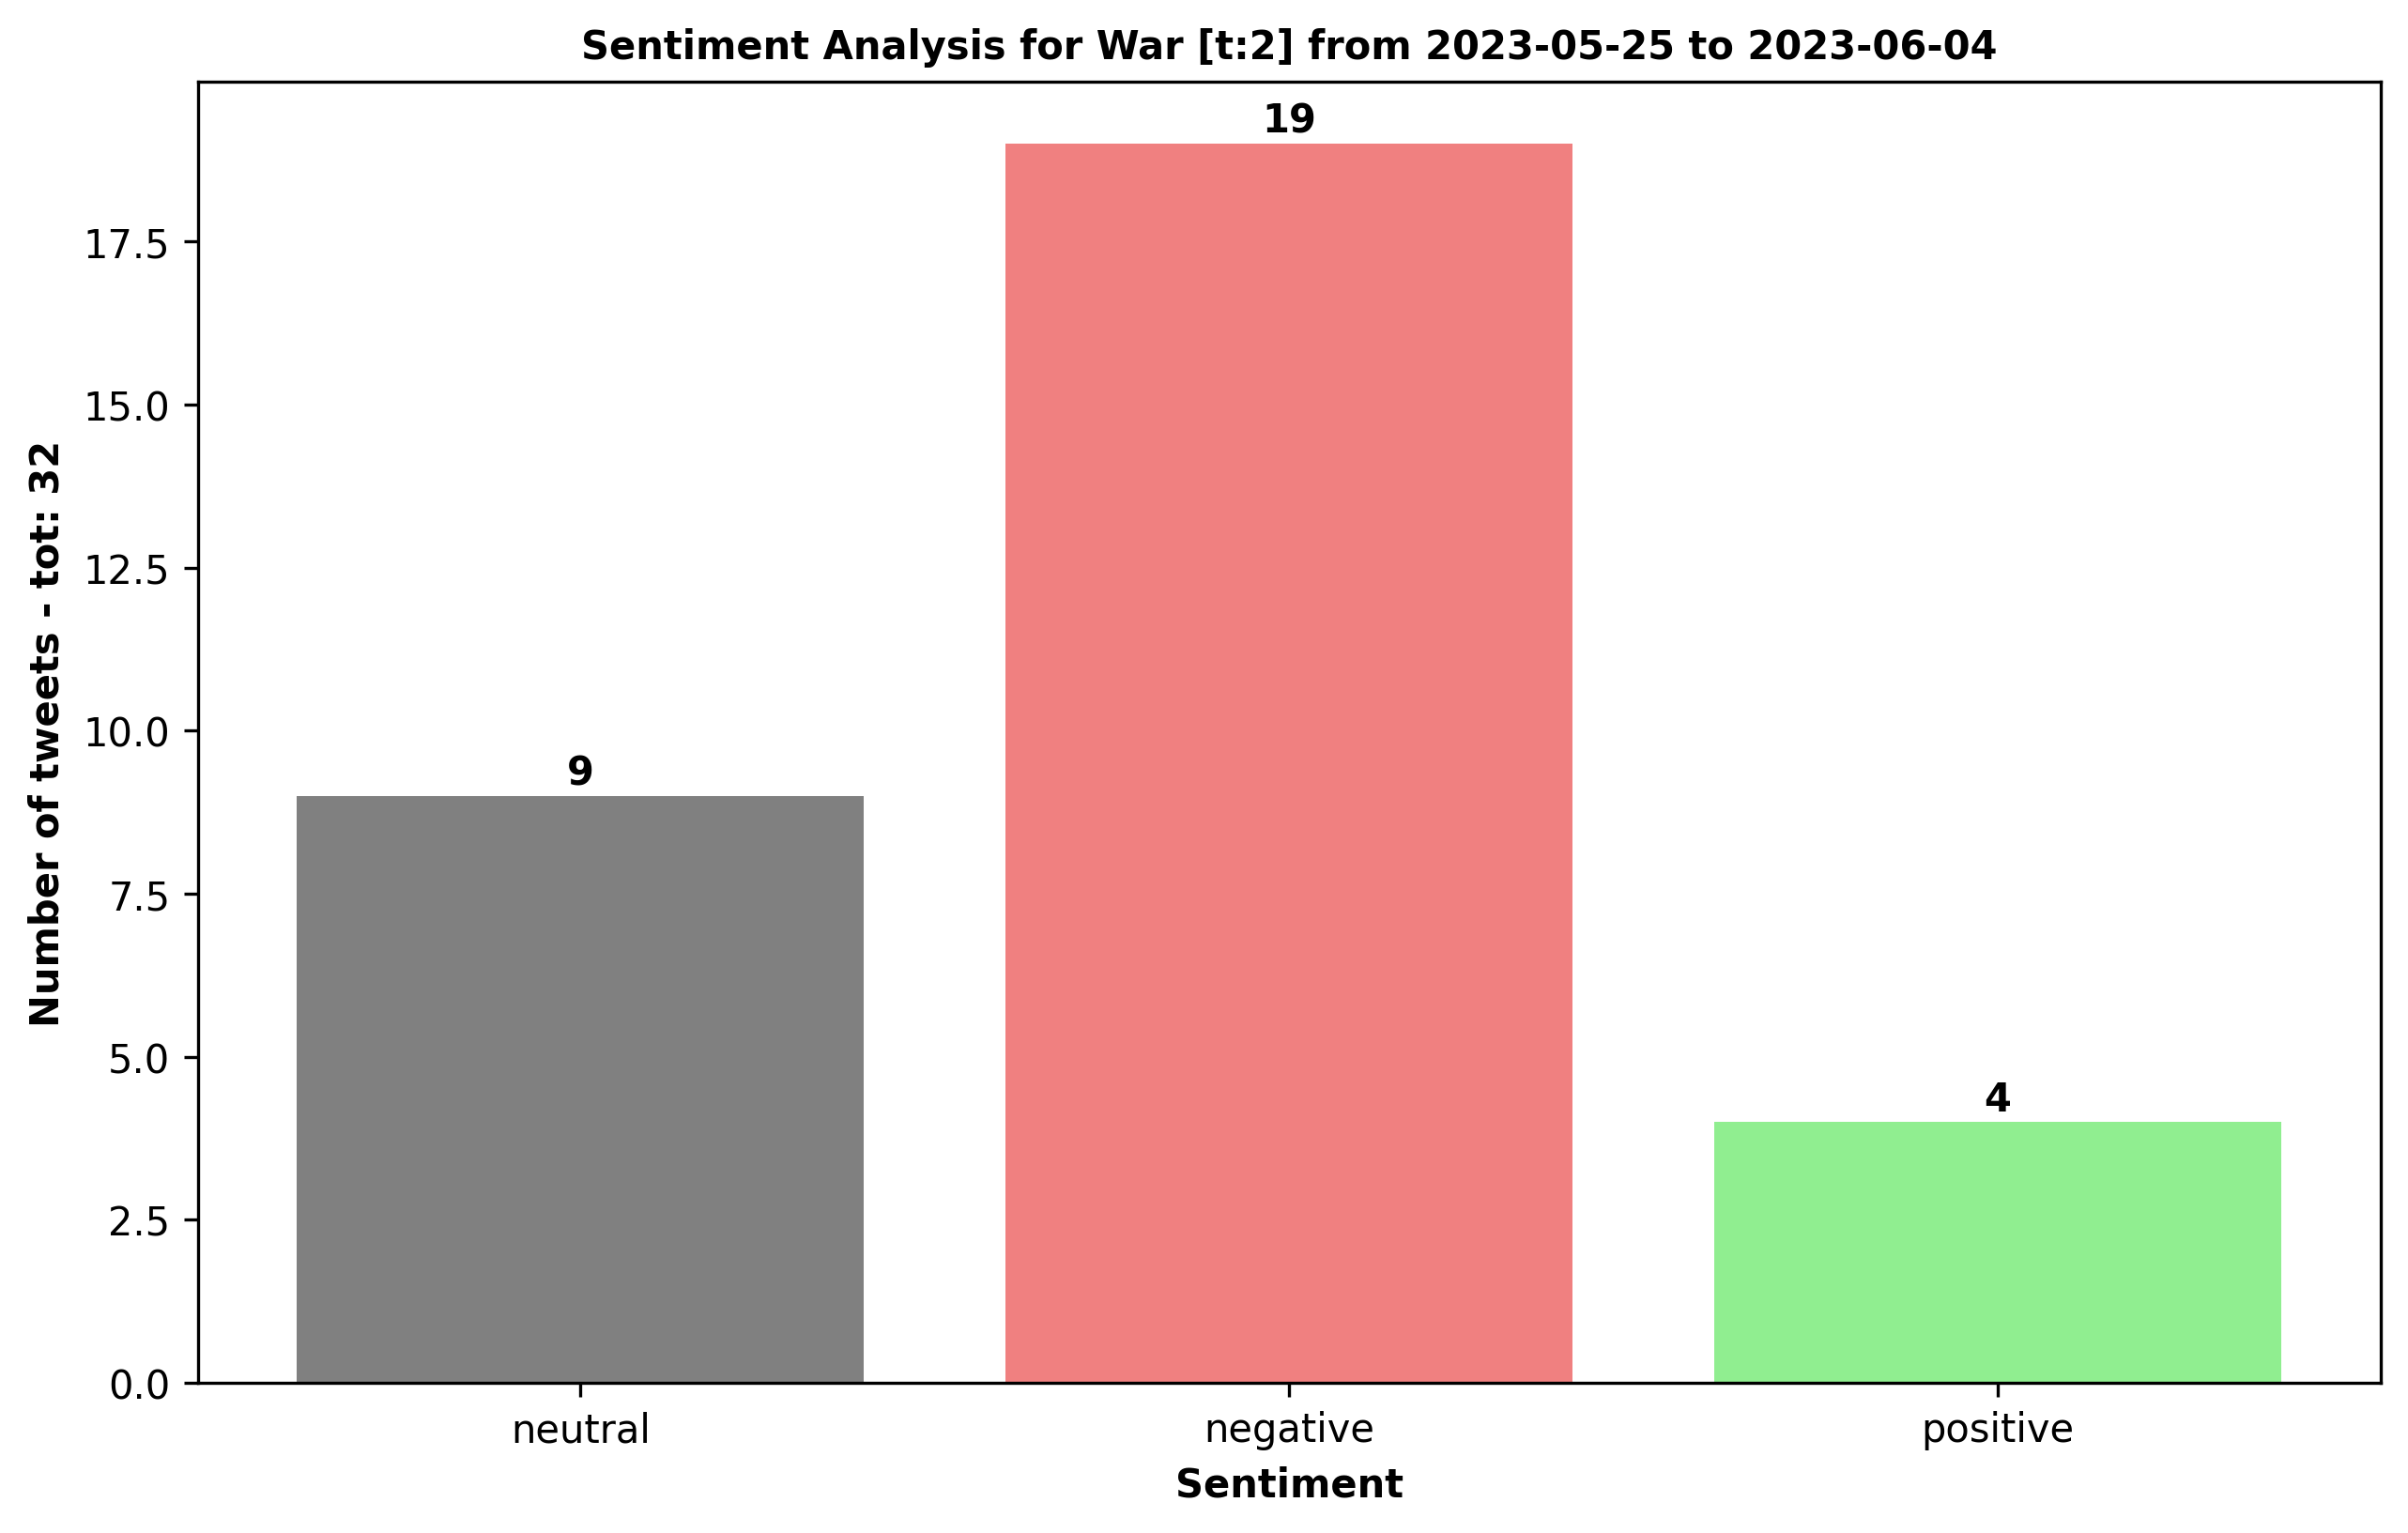 Sentiment Analysis for War [t:2] from 2023-05-25 to 2023-06-04
Number of tweets - tot: 32
17.5
15.0
12.5
10.0
7.5
5.0
2.5
0.0
9
19
4
neutral
negative
positive
Sentiment